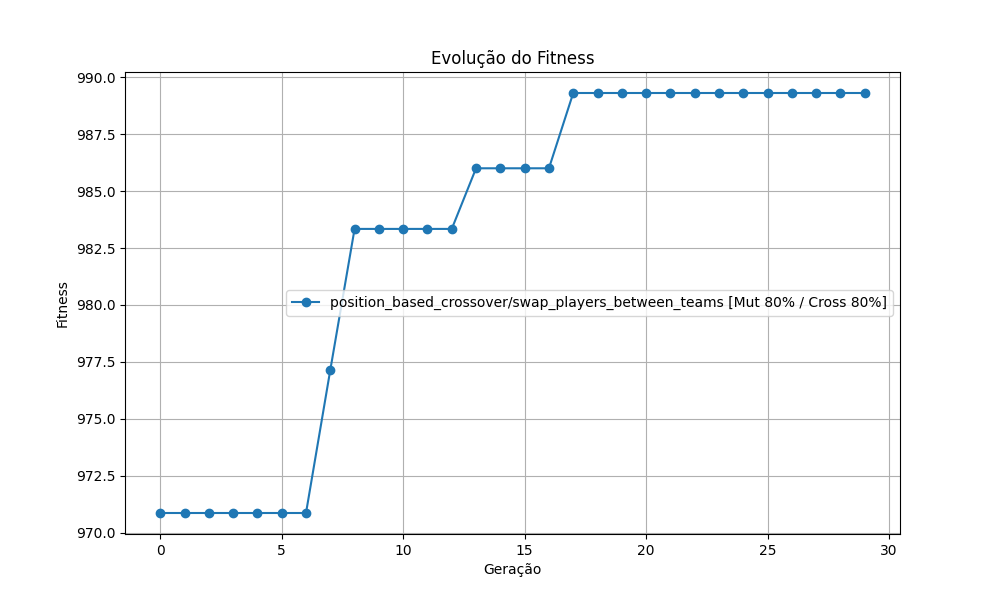 Evolução do Fitness
Fitness
990.0
987.5
985.0
982.5
980.0
977.5
975.0
972.5
970.0
position_based_crossover/swap_players_between_teams [Mut 80% / Cross 80%]
0 5 10 15 20 25 30
Geração